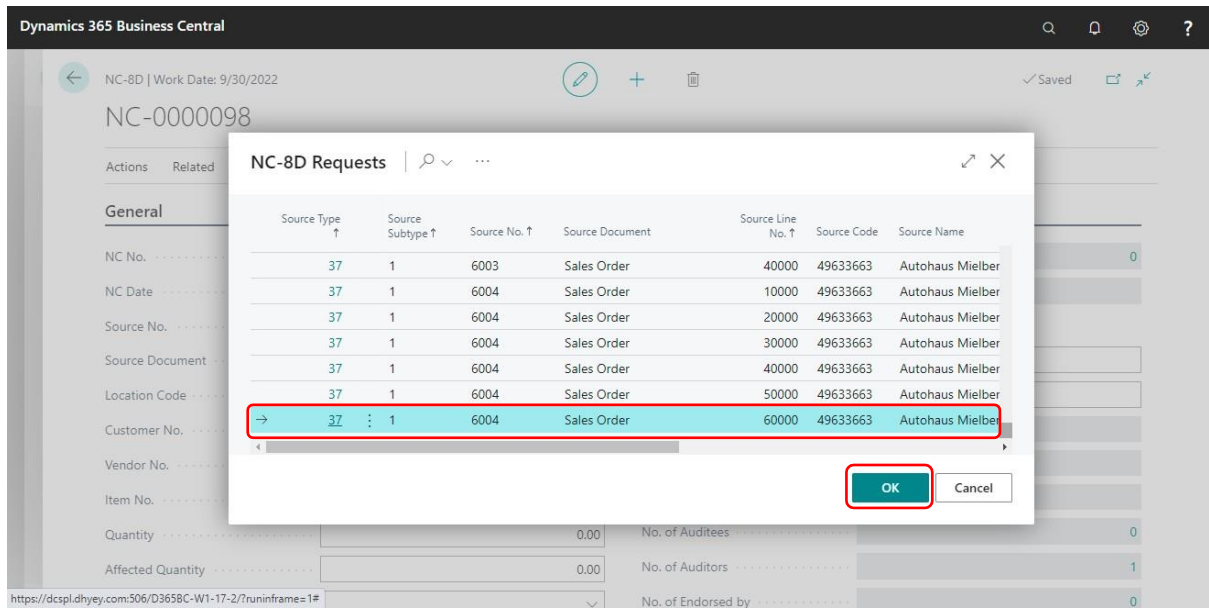 Dynamics 365 Business Central
?
NC-8D | Work Date: 9/30/2022
Saved
NC-0000098
Actions Related
General
NC No. 0
NC Date
Source No.
Source Document
Location Code
Customer No.
Vendor No.
Item No.
Quantity 0.00 No. of Auditees 0
Affected Quantity 0.00 No. of Auditors 1
No. of Endorsed by 0
NC-8D Requests
Source Type ↑ Source Subtype ↑ Source No. ↑ Source Document Source Line No. ↑ Source Code Source Name
37 1 6003 Sales Order 40000 49633663 Autohaus Mielber
37 1 6004 Sales Order 10000 49633663 Autohaus Mielber
37 1 6004 Sales Order 20000 49633663 Autohaus Mielber
37 1 6004 Sales Order 30000 49633663 Autohaus Mielber
37 1 6004 Sales Order 40000 49633663 Autohaus Mielber
37 1 6004 Sales Order 50000 49633663 Autohaus Mielber
37 1 6004 Sales Order 60000 49633663 Autohaus Mielber
OK Cancel
https://dcspl.dhyey.com:506/D365BC-W1-17-2/?runinframe=1#